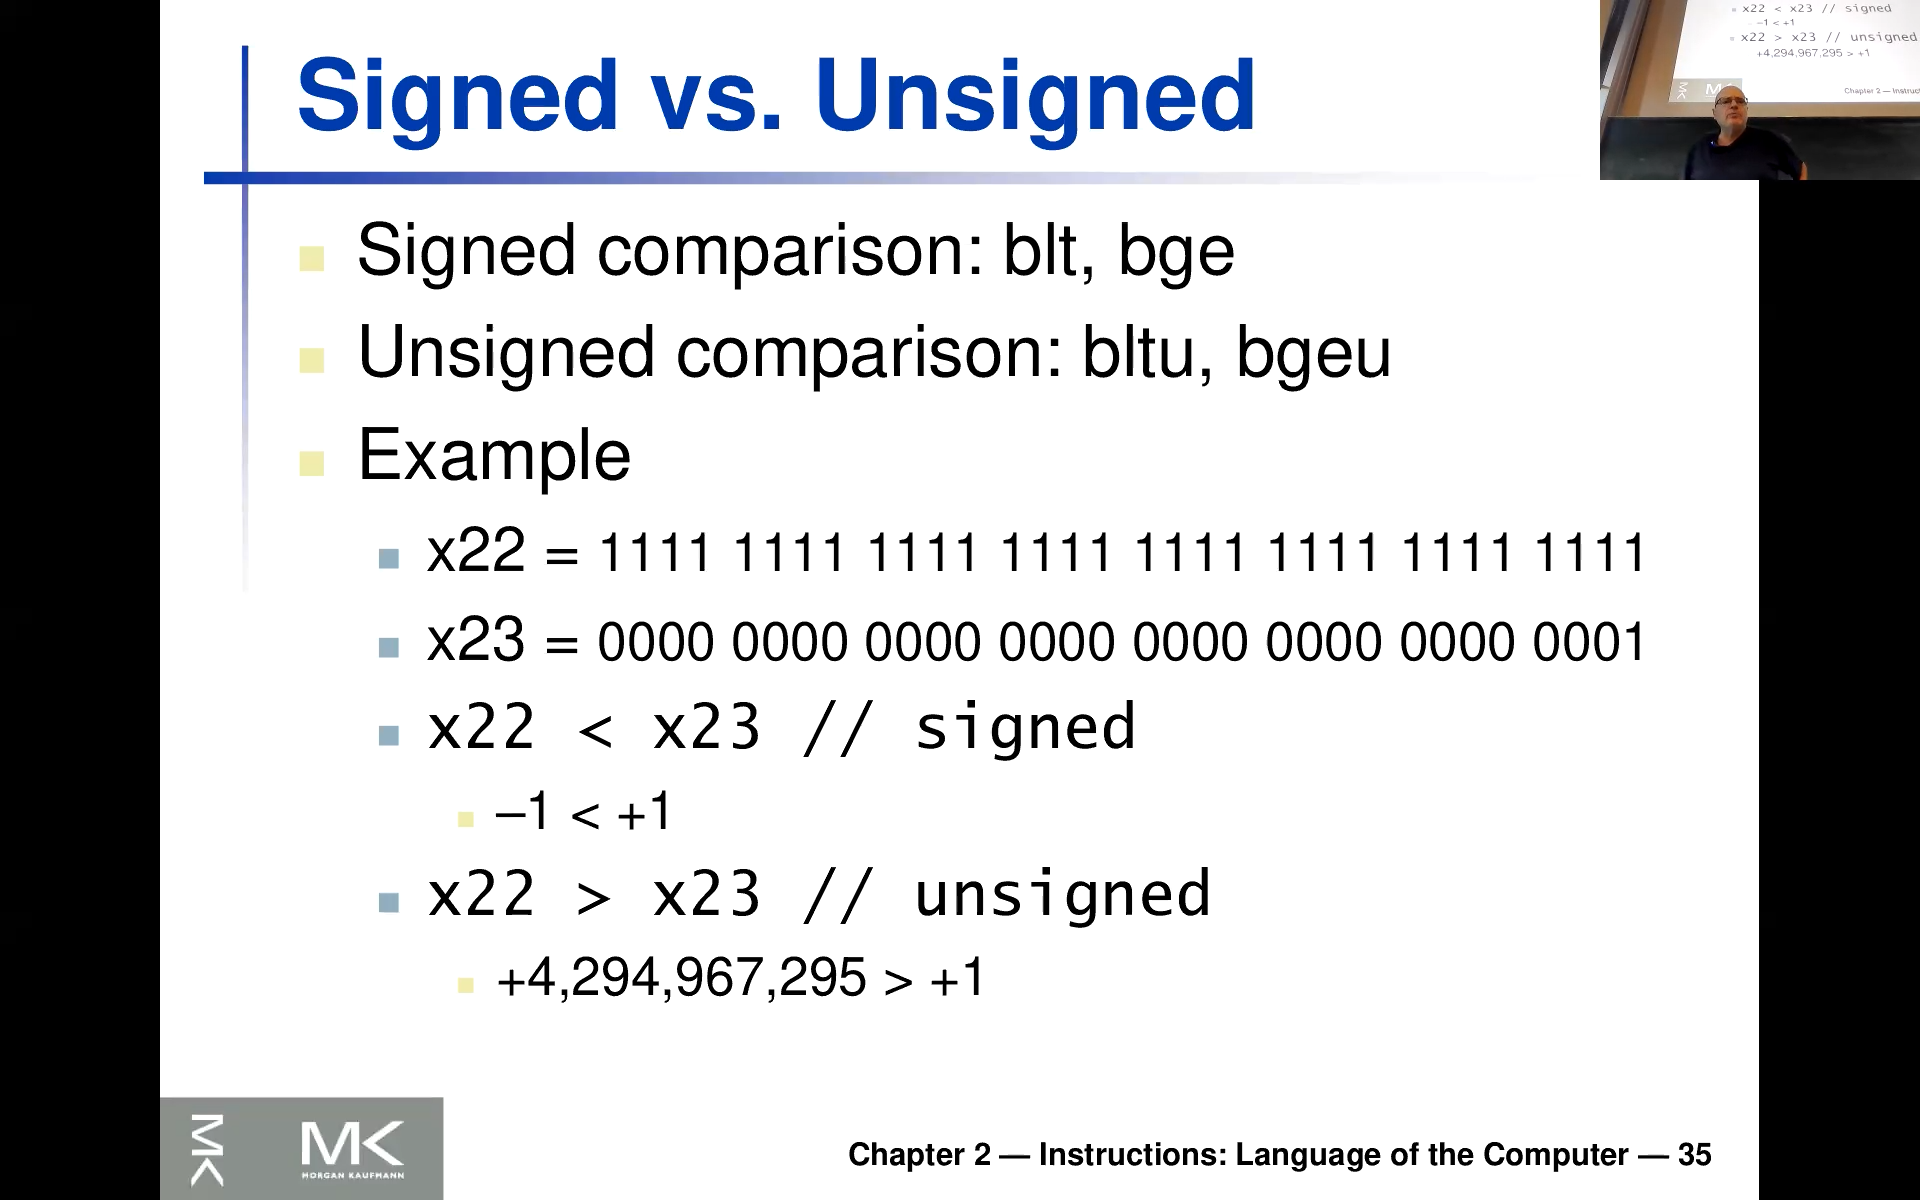 Signed vs. Unsigned
Signed comparison: blt, bge
Unsigned comparison: bltu, bgeu
Example
x22 = 1111 1111 1111 1111 1111 1111 1111 1111
x23 = 0000 0000 0000 0000 0000 0000 0000 0001
x22 < x23 // signed
–1 < +1
x22 > x23 // unsigned
+4,294,967,295 > +1
MK
MK
MORGAN KAUFMANN
Chapter 2 — Instructions: Language of the Computer — 35
x22 < x23 // signed
–1 < +1
x22 > x23 // unsigned
+4,294,967,295 > +1
MK
M
Chapter 2 — Instruct